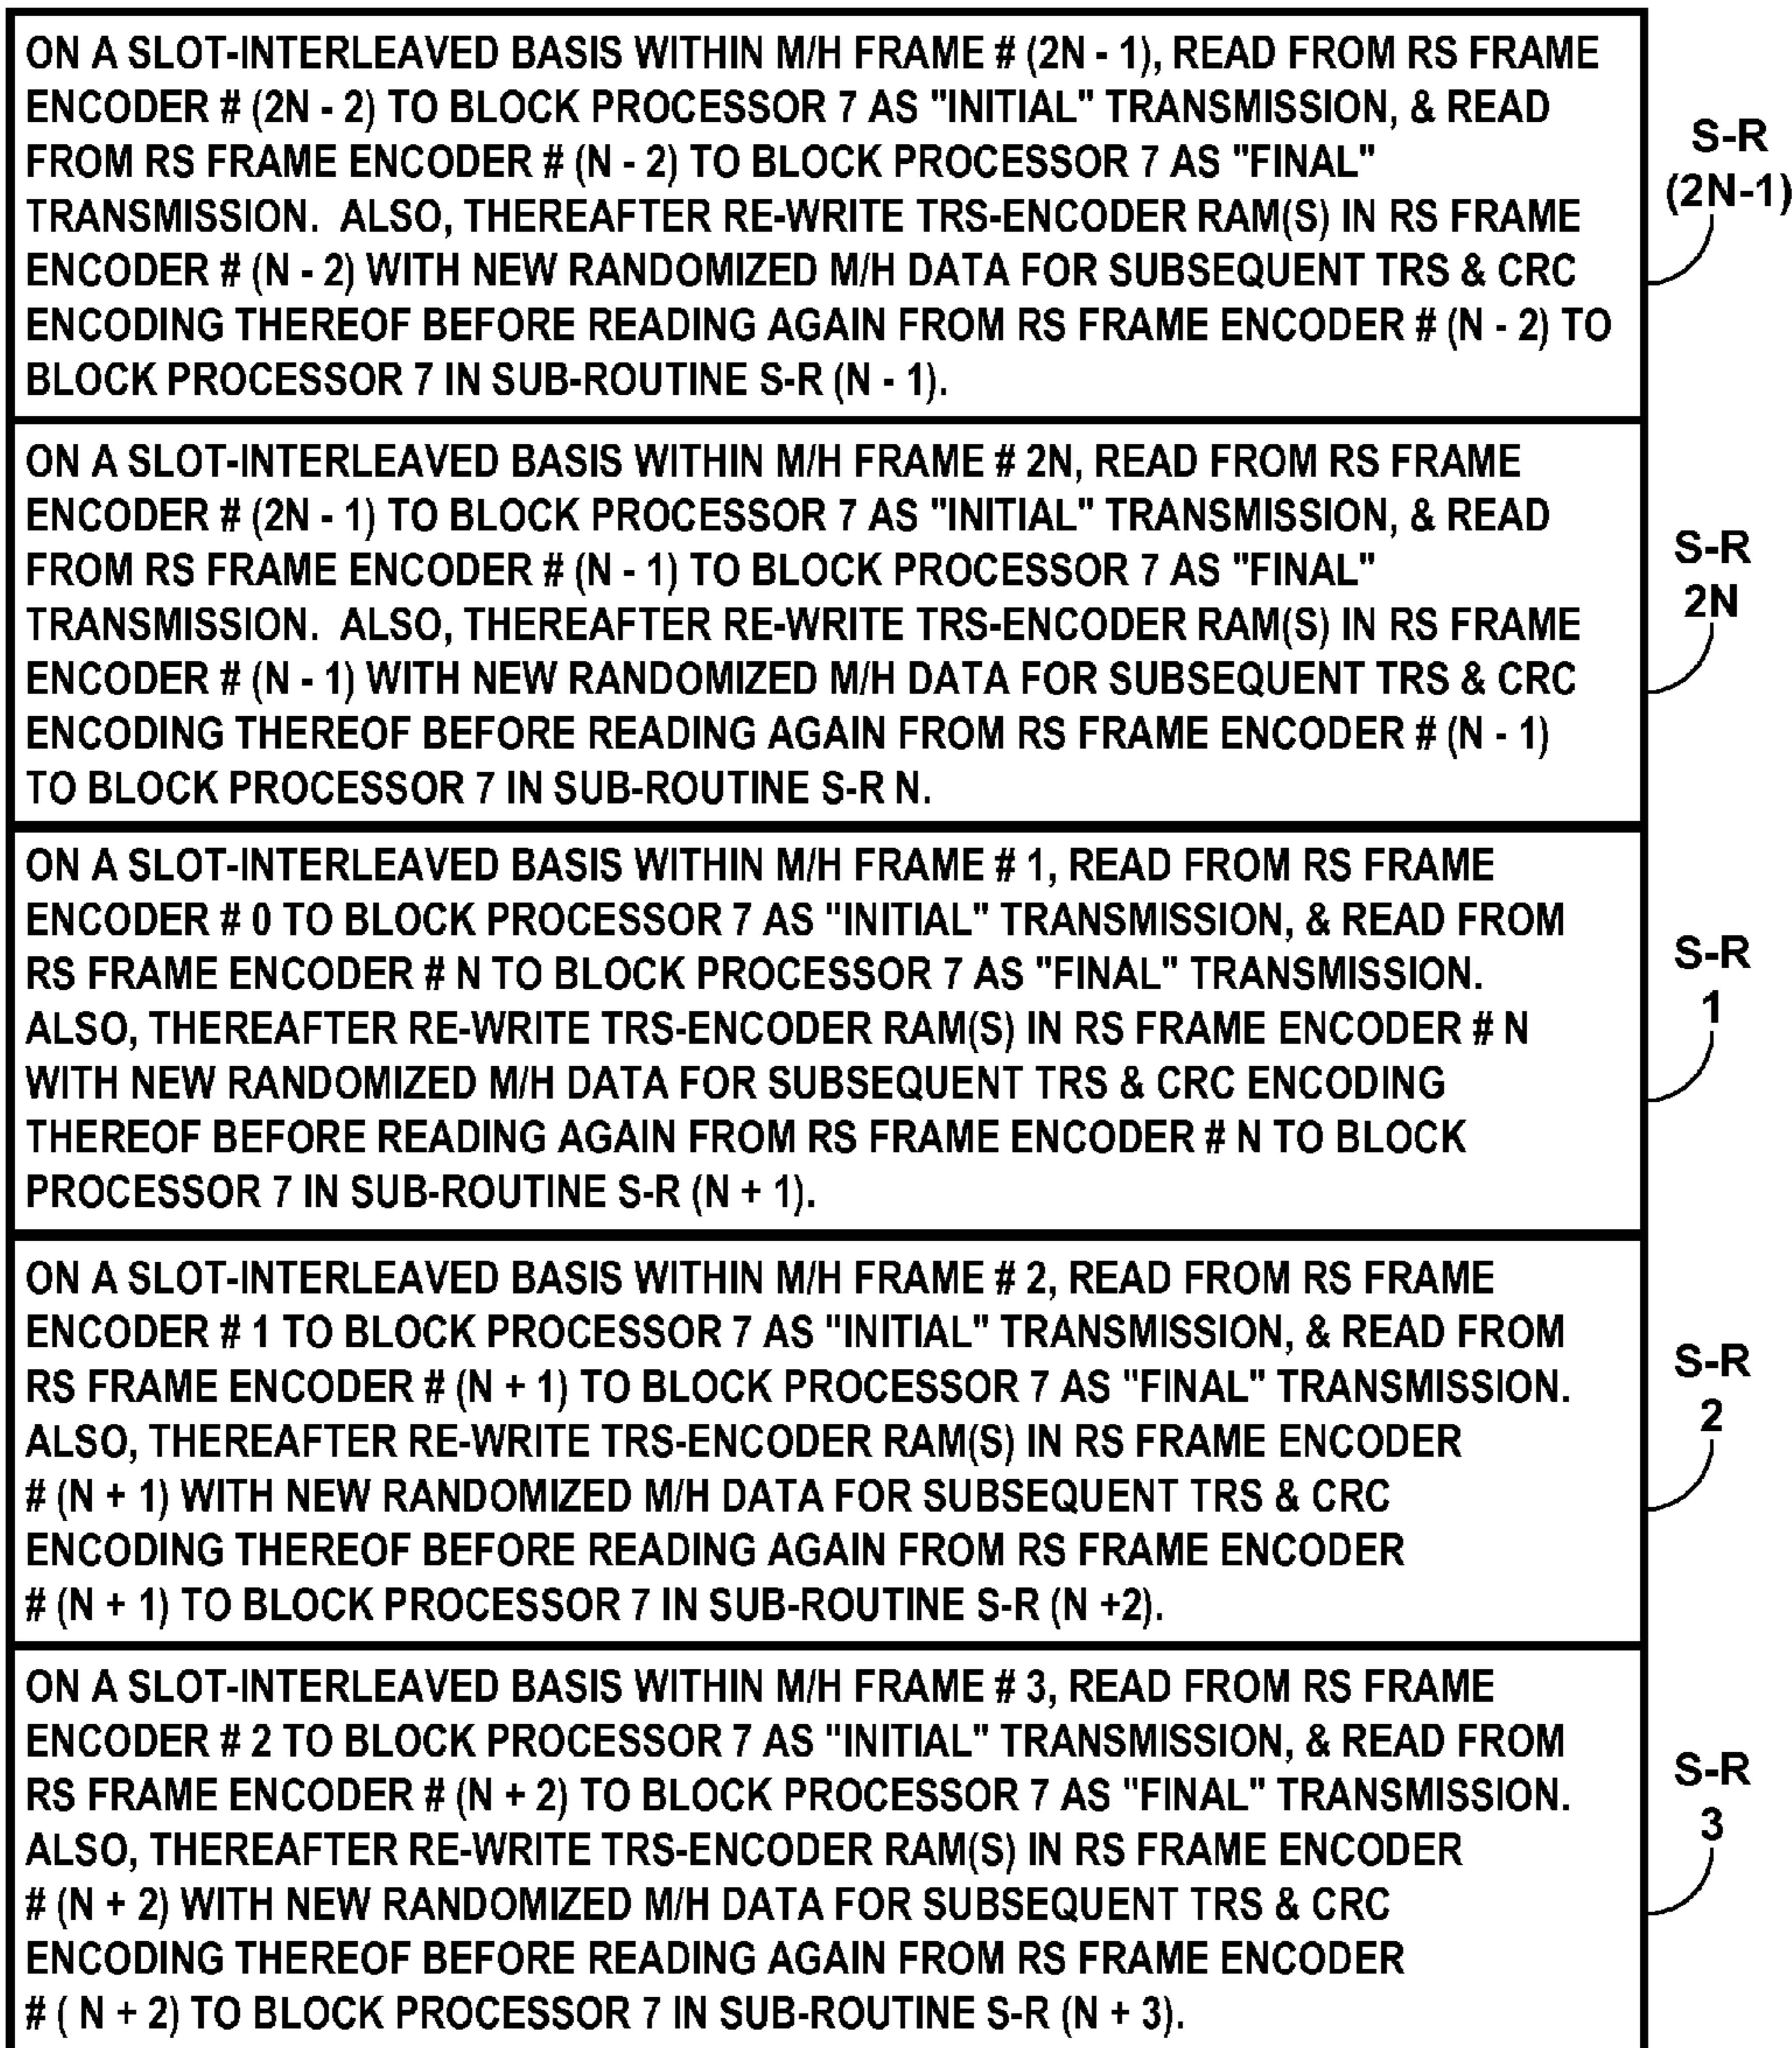 ON A SLOT-INTERLEAVED BASIS WITHIN M/H FRAME # (2N - 1), READ FROM RS FRAME
ENCODER # (2N - 2) TO BLOCK PROCESSOR 7 AS "INITIAL" TRANSMISSION, & READ
FROM RS FRAME ENCODER # (N - 2) TO BLOCK PROCESSOR 7 AS "FINAL"
TRANSMISSION. ALSO, THEREAFTER RE-WRITE TRS-ENCODER RAM(S) IN RS FRAME
ENCODER # (N - 2) WITH NEW RANDOMIZED M/H DATA FOR SUBSEQUENT TRS & CRC
ENCODING THEREOF BEFORE READING AGAIN FROM RS FRAME ENCODER # (N - 2) TO
BLOCK PROCESSOR 7 IN SUB-ROUTINE S-R (N - 1).
S-R
(2N-1)
ON A SLOT-INTERLEAVED BASIS WITHIN M/H FRAME # 2N, READ FROM RS FRAME
ENCODER # (2N - 1) TO BLOCK PROCESSOR 7 AS "INITIAL" TRANSMISSION, & READ
FROM RS FRAME ENCODER # (N - 1) TO BLOCK PROCESSOR 7 AS "FINAL"
TRANSMISSION. ALSO, THEREAFTER RE-WRITE TRS-ENCODER RAM(S) IN RS FRAME
ENCODER # (N - 1) WITH NEW RANDOMIZED M/H DATA FOR SUBSEQUENT TRS & CRC
ENCODING THEREOF BEFORE READING AGAIN FROM RS FRAME ENCODER # (N - 1)
TO BLOCK PROCESSOR 7 IN SUB-ROUTINE S-R N.
S-R
2N
ON A SLOT-INTERLEAVED BASIS WITHIN M/H FRAME # 1, READ FROM RS FRAME
ENCODER # 0 TO BLOCK PROCESSOR 7 AS "INITIAL" TRANSMISSION, & READ FROM
RS FRAME ENCODER # N TO BLOCK PROCESSOR 7 AS "FINAL" TRANSMISSION.
ALSO, THEREAFTER RE-WRITE TRS-ENCODER RAM(S) IN RS FRAME ENCODER # N
WITH NEW RANDOMIZED M/H DATA FOR SUBSEQUENT TRS & CRC ENCODING
THEREOF BEFORE READING AGAIN FROM RS FRAME ENCODER # N TO BLOCK
PROCESSOR 7 IN SUB-ROUTINE S-R (N + 1).
S-R
1
ON A SLOT-INTERLEAVED BASIS WITHIN M/H FRAME # 2, READ FROM RS FRAME
ENCODER # 1 TO BLOCK PROCESSOR 7 AS "INITIAL" TRANSMISSION, & READ FROM
RS FRAME ENCODER # (N + 1) TO BLOCK PROCESSOR 7 AS "FINAL" TRANSMISSION.
ALSO, THEREAFTER RE-WRITE TRS-ENCODER RAM(S) IN RS FRAME ENCODER
# (N + 1) WITH NEW RANDOMIZED M/H DATA FOR SUBSEQUENT TRS & CRC
ENCODING THEREOF BEFORE READING AGAIN FROM RS FRAME ENCODER
# (N + 1) TO BLOCK PROCESSOR 7 IN SUB-ROUTINE S-R (N +2).
S-R
2
ON A SLOT-INTERLEAVED BASIS WITHIN M/H FRAME # 3, READ FROM RS FRAME
ENCODER # 2 TO BLOCK PROCESSOR 7 AS "INITIAL" TRANSMISSION, & READ FROM
RS FRAME ENCODER # (N + 2) TO BLOCK PROCESSOR 7 AS "FINAL" TRANSMISSION.
ALSO, THEREAFTER RE-WRITE TRS-ENCODER RAM(S) IN RS FRAME ENCODER
# (N + 2) WITH NEW RANDOMIZED M/H DATA FOR SUBSEQUENT TRS & CRC
ENCODING THEREOF BEFORE READING AGAIN FROM RS FRAME ENCODER
# ( N + 2) TO BLOCK PROCESSOR 7 IN SUB-ROUTINE S-R (N + 3).
S-R
3